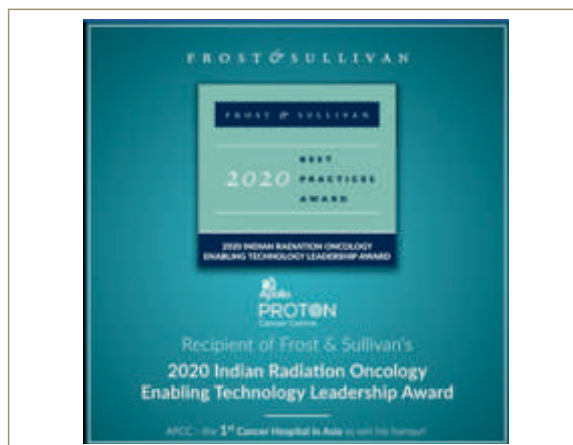 FROST & SULLIVAN
FROST & SULLIVAN
2020
BEST
PRACTICES
AWARD
2020 INDIAN RADIATION ONCOLOGY
ENABLING TECHNOLOGY LEADERSHIP AWARD
Apollo
PROTON
Cancer Centre
Recipient of Frost & Sullivan's
2020 Indian Radiation Oncology
Enabling Technology Leadership Award
APCC - the 1st Cancer Hospital in Asia to win his honour!